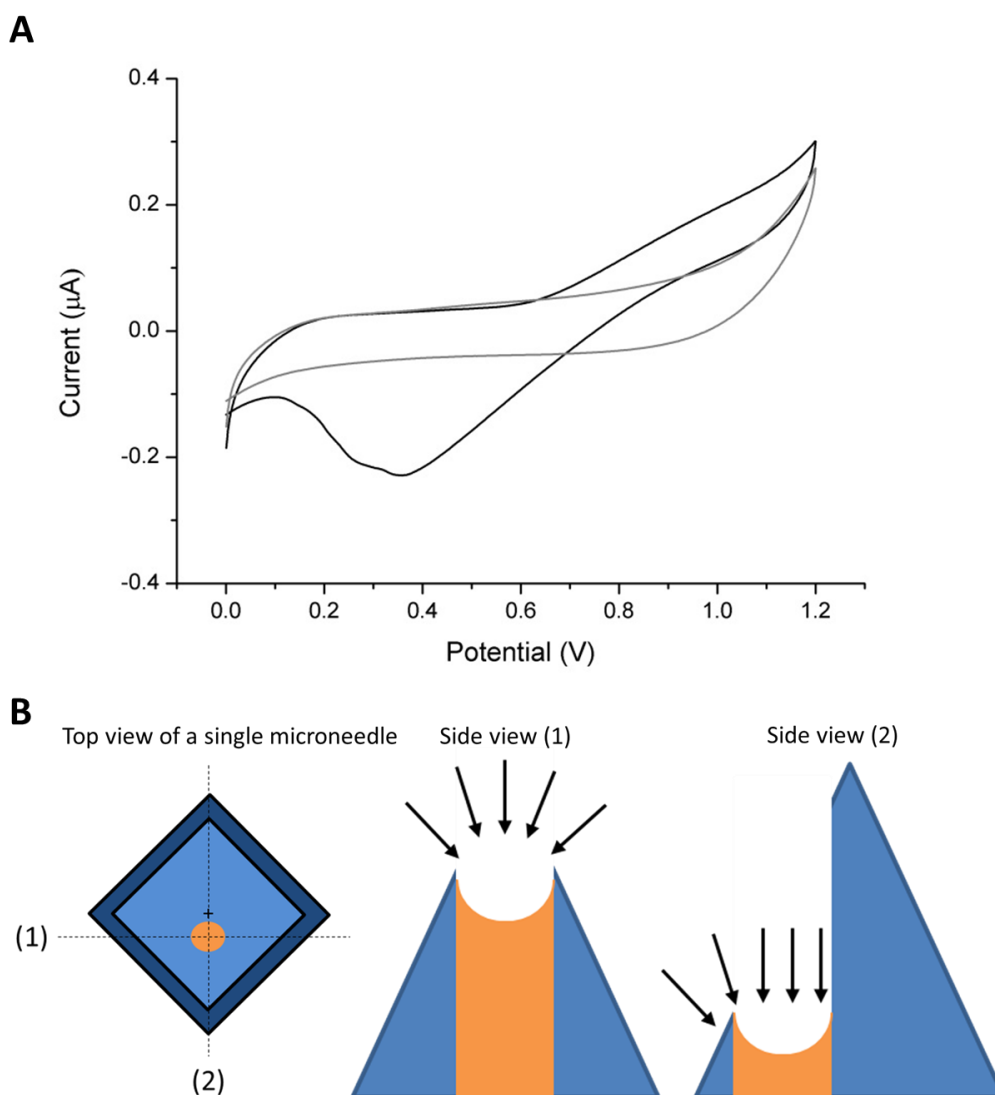 A
0.4
0.2
0.0
-0.2
-0.4
Current (µA)
0.0 0.2 0.4 0.6 0.8 1.0 1.2
Potential (V)
B
Top view of a single microneedle
Side view (1)
Side view (2)
+
(1)
(2)